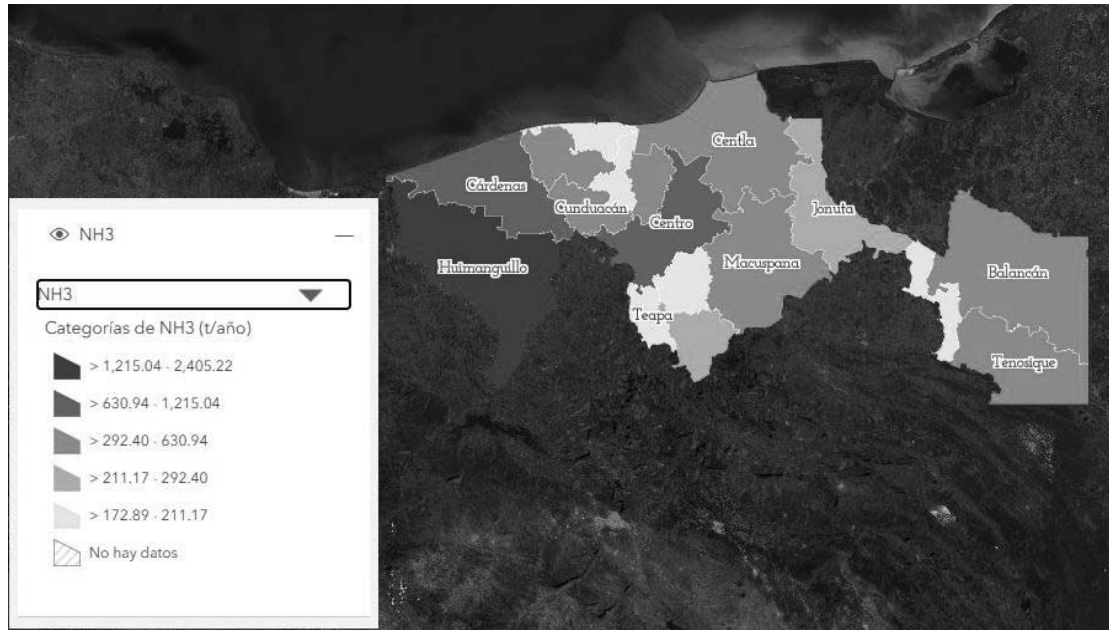 NH3
NH3
Categorías de NH3 (t/año)
> 1,215.04 - 2,405.22
> 630.94 - 1,215.04
> 292.40 - 630.94
> 211.17 - 292.40
> 172.89 - 211.17
No hay datos
Centla
Cárdenas
Cunduacán
Jonuta
Centro
Huimanguillo
Macuspana
Balancán
Teapa
Tenosique